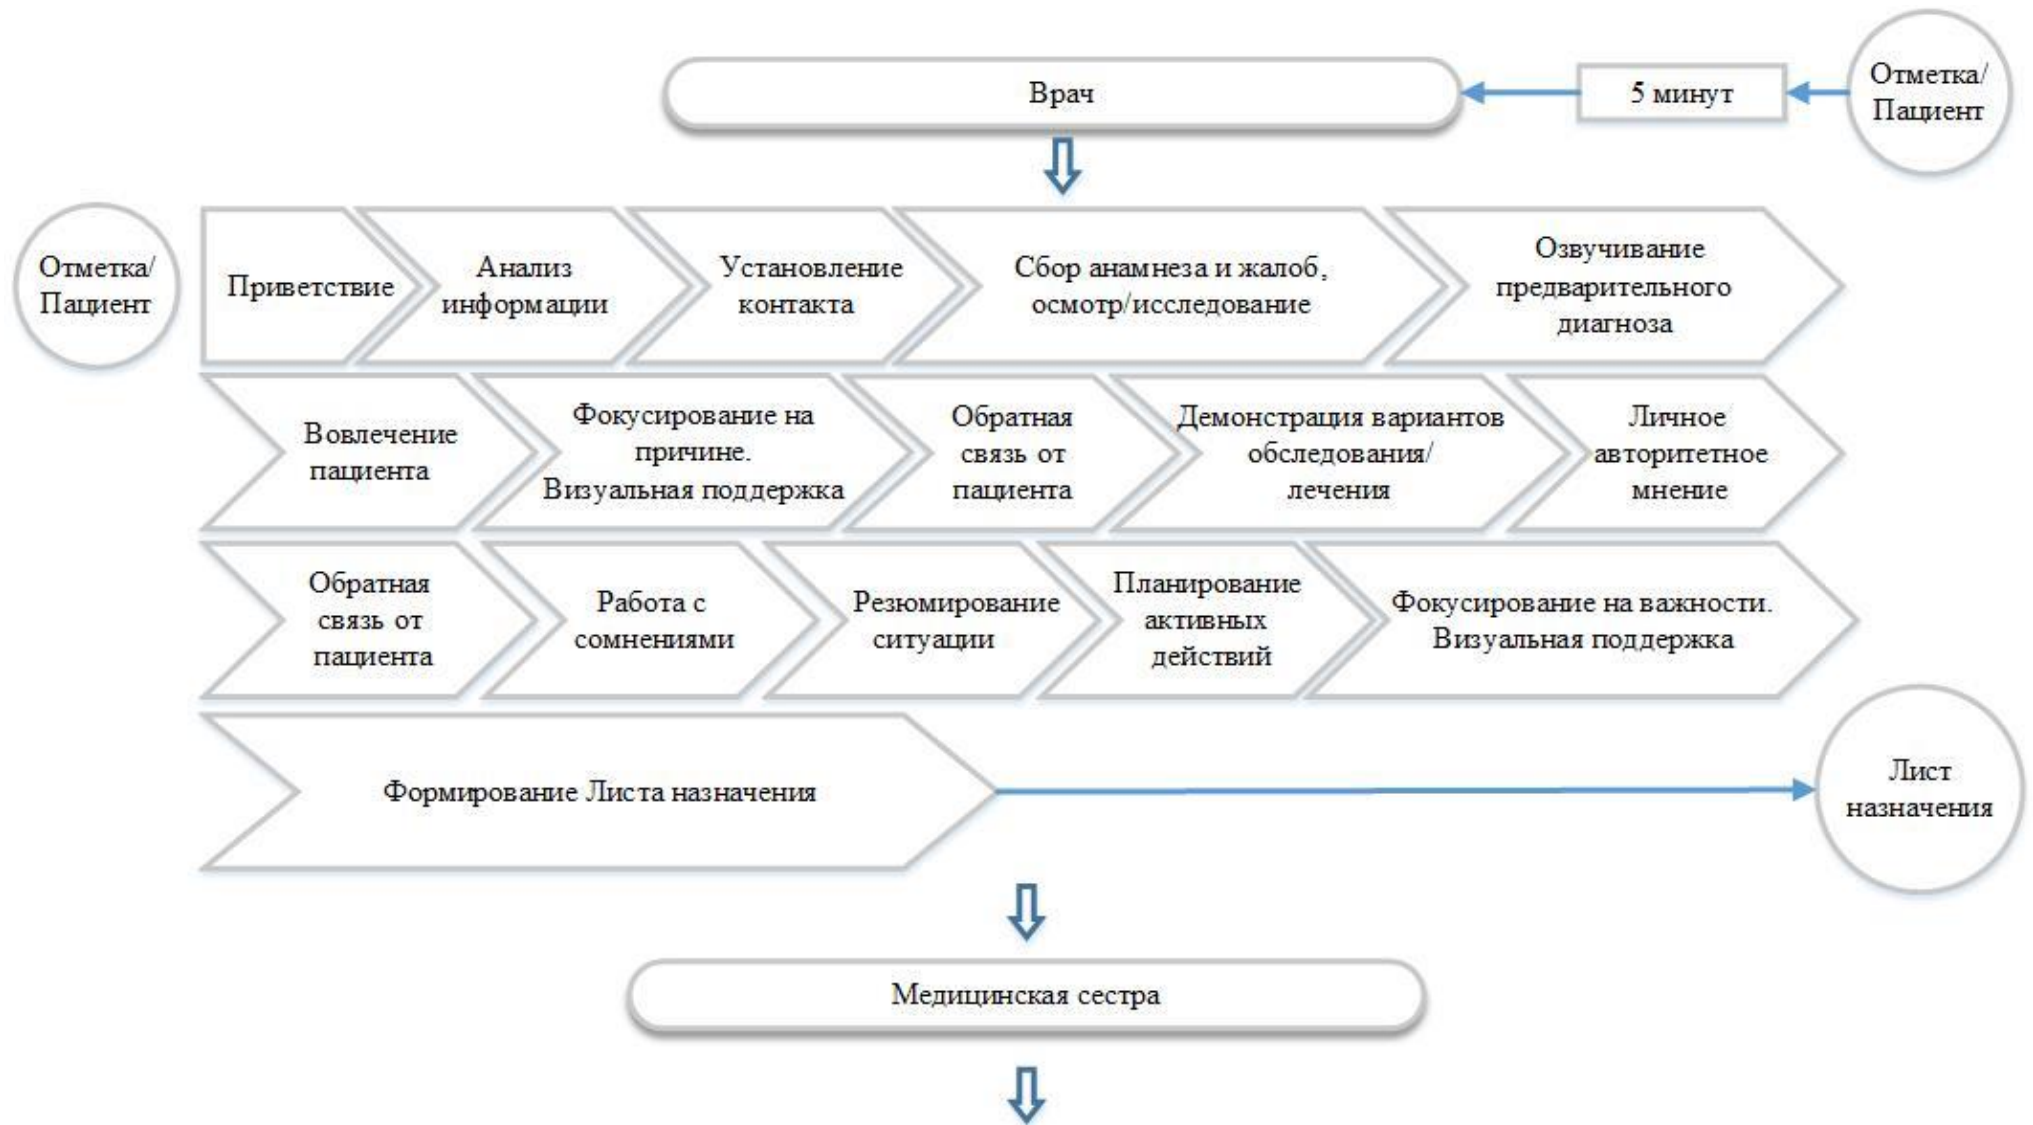 Врач
5 минут
Отметка/
Пациент
Отметка/
Пациент
Приветствие
Анализ
информации
Установление
контакта
Сбор анамнеза и жалоб,
осмотр/исследование
Озвучивание
предварительного
диагноза
Вовлечение
пациента
Фокусирование на
причине.
Визуальная поддержка
Обратная
связь от
пациента
Демонстрация вариантов
обследования/
лечения
Личное
авторитетное
мнение
Обратная
связь от
пациента
Работа с
сомнениями
Резюмирование
ситуации
Планирование
активных
действий
Фокусирование на важности.
Визуальная поддержка
Формирование Листа назначения
Лист
назначения
Медицинская сестра